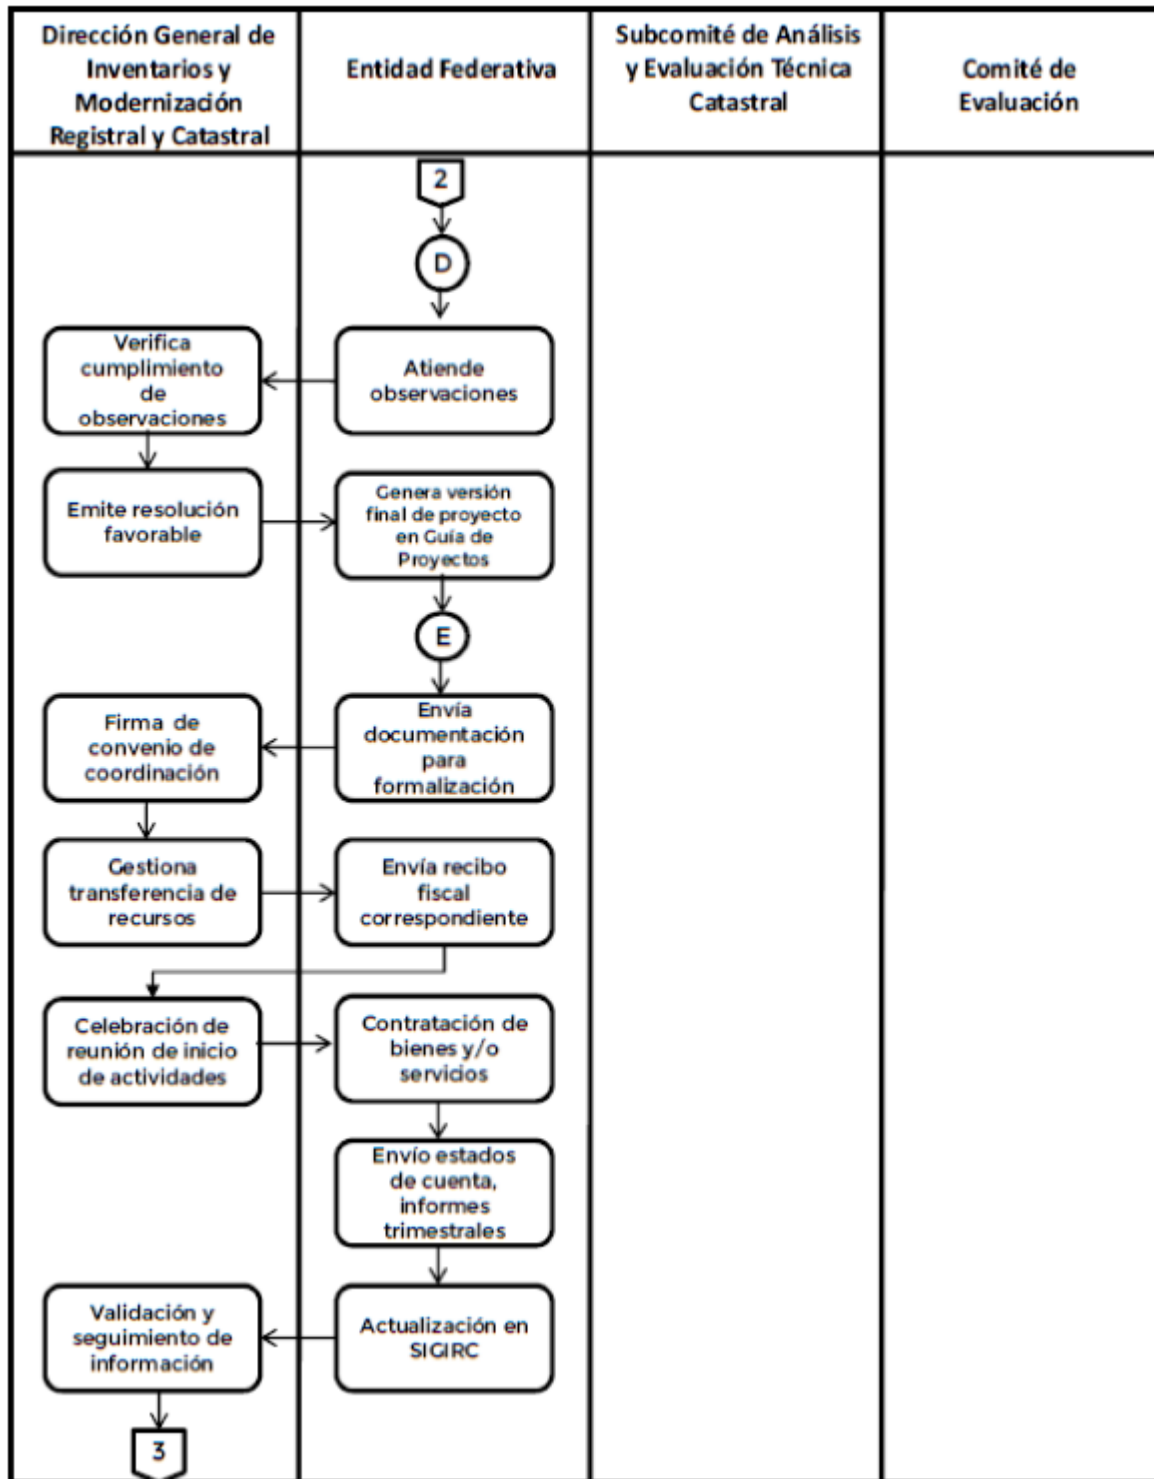 Dirección General de
Inventarios y
Modernización
Registral y Catastral
Entidad Federativa
Subcomité de Análisis
y Evaluación Técnica
Catastral
Comité de
Evaluación
2
D
Verifica
cumplimiento
de
observaciones
Atiende
observaciones
Emite resolución
favorable
Genera versión
final de proyecto
en Guía de
Proyectos
E
Firma de
convenio de
coordinación
Envía
documentación
para
formalización
Gestiona
transferencia de
recursos
Envía recibo
fiscal
correspondiente
Celebración de
reunión de inicio
de actividades
Contratación de
bienes y/o
servicios
Envío estados
de cuenta,
informes
trimestrales
Validación y
seguimiento de
información
Actualización en
SIGIRC
3